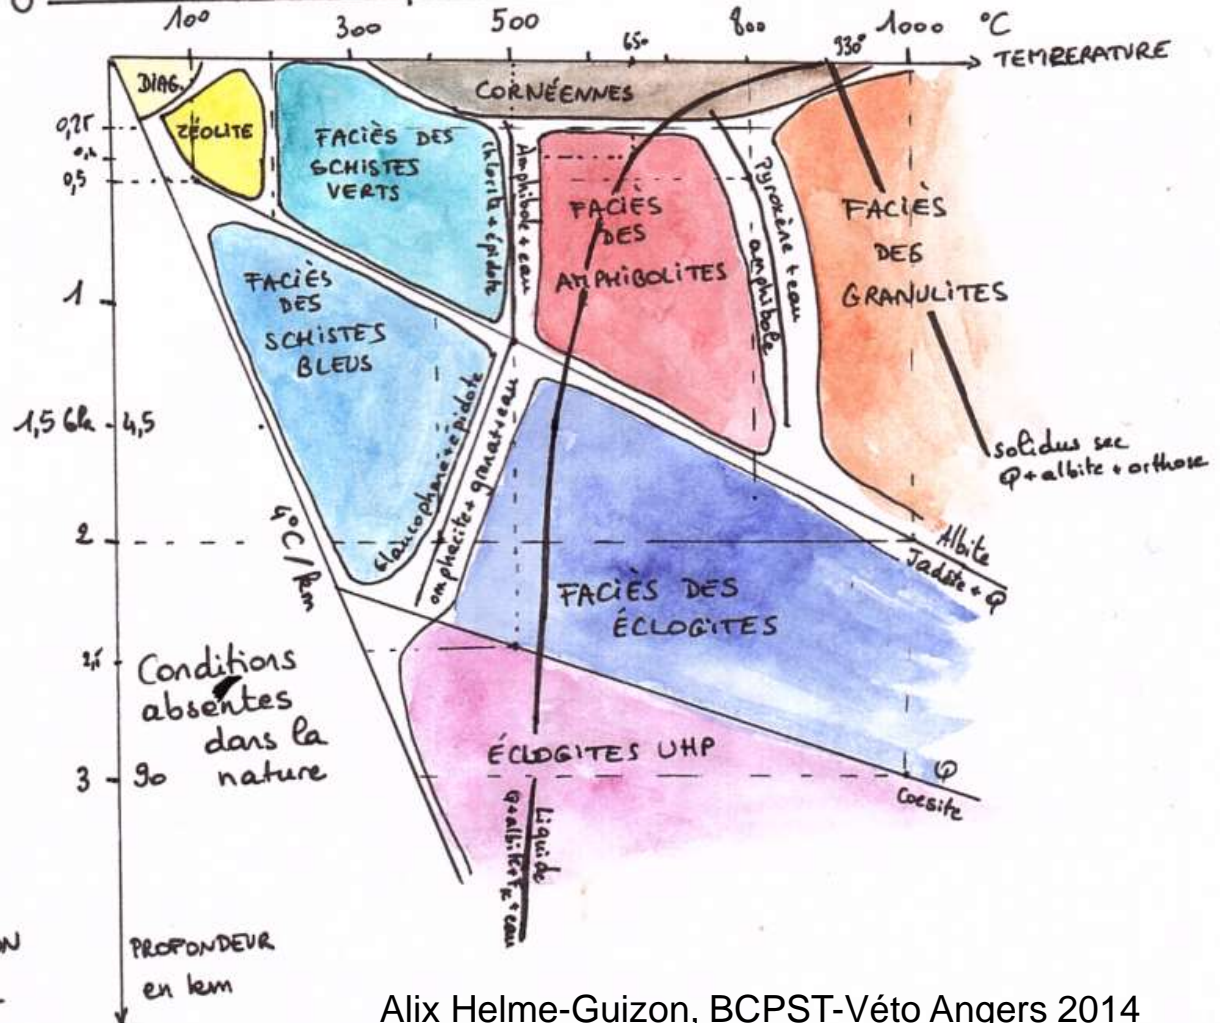 100
300
500
650
800
930°
1000
°C
TEMPERATURE
DIAG.
CORNÉENNES
0,25
ZÉOLITE
FACIÈS DES
SCHISTES
VERTS
chlorite + épidote
Amphibole + eau
FACIÈS
DES
AMPHIBOLITES
amphibole
Pyroxène + eau
FACIÈS
DES
GRANULITES
0,5
1
FACIÈS
DES
SCHISTES
BLEUS
1,5 GPa
4,5
Glaucophane + épidote
omphacite + grenat + eau
solidus sec
Q + albite + orthose
4°C/km
2
Albite
Jadéite + Q
FACIÈS DES
ÉCLOGITES
Conditions
absentes
dans la
nature
ÉCLOGITES UHP
3
90
Q
Coesite
Liquide
PROFONDEUR
en km
Alix Helme-Guizon, BCPST-Véto Angers 2014